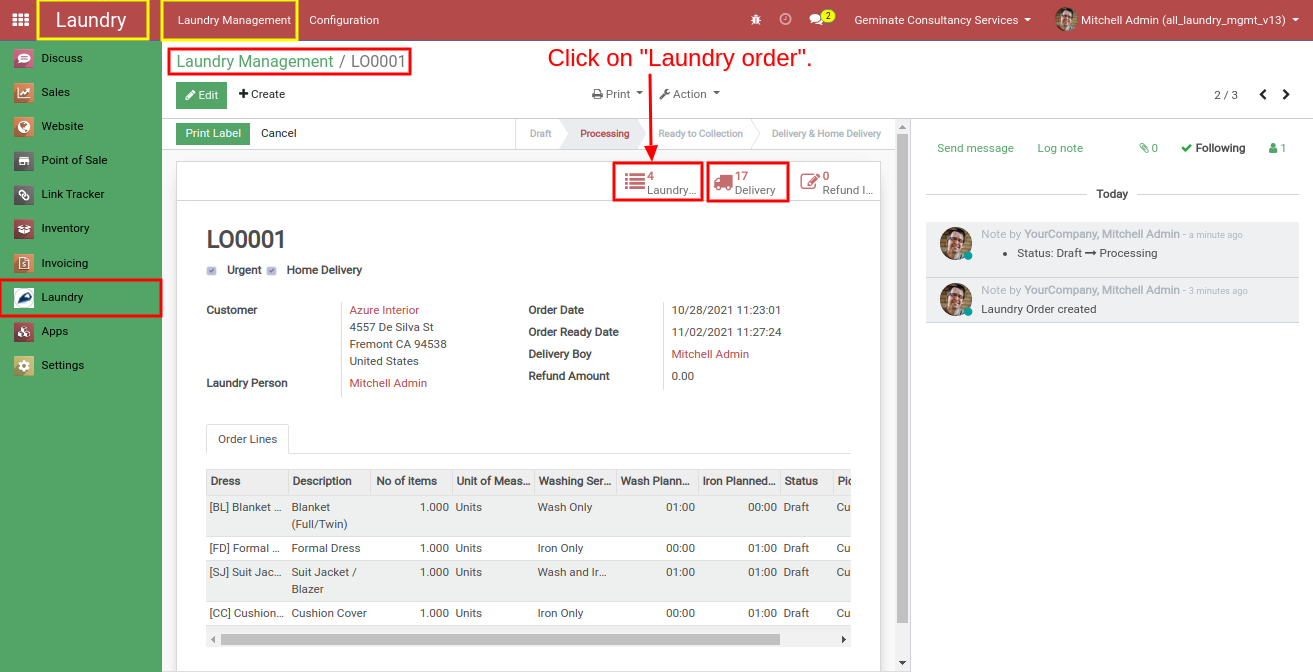 Laundry Laundry Management Configuration 2 Geminate Consultancy Services Mitchell Admin (all_laundry_mgmt_v13)
Discuss
Sales
Website
Point of Sale
Link Tracker
Inventory
Invoicing
Laundry
Apps
Settings
Laundry Management / LO0001
Click on "Laundry order".
Edit Create Print Action 2 / 3
Print Label Cancel Draft Processing Ready to Collection Delivery & Home Delivery
4 Laundry...
17 Delivery
0 Refund I...
LO0001
Urgent Home Delivery
Customer Azure Interior
4557 De Silva St
Fremont CA 94538
United States
Laundry Person Mitchell Admin
Order Date 10/28/2021 11:23:01
Order Ready Date 11/02/2021 11:27:24
Delivery Boy Mitchell Admin
Refund Amount 0.00
Order Lines
Dress Description No of items Unit of Meas... Washing Ser... Wash Plann... Iron Planned... Status Pic
[BL] Blanket ... Blanket (Full/Twin) 1.000 Units Wash Only 01:00 00:00 Draft Cu
[FD] Formal ... Formal Dress 1.000 Units Iron Only 00:00 01:00 Draft Cu
[SJ] Suit Jac... Suit Jacket / Blazer 1.000 Units Wash and Ir... 01:00 01:00 Draft Cu
[CC] Cushion... Cushion Cover 1.000 Units Iron Only 00:00 01:00 Draft Cu
Send message Log note 0 Following 1
Today
Note by YourCompany, Mitchell Admin - a minute ago
Status: Draft Processing
Note by YourCompany, Mitchell Admin - 3 minutes ago
Laundry Order created